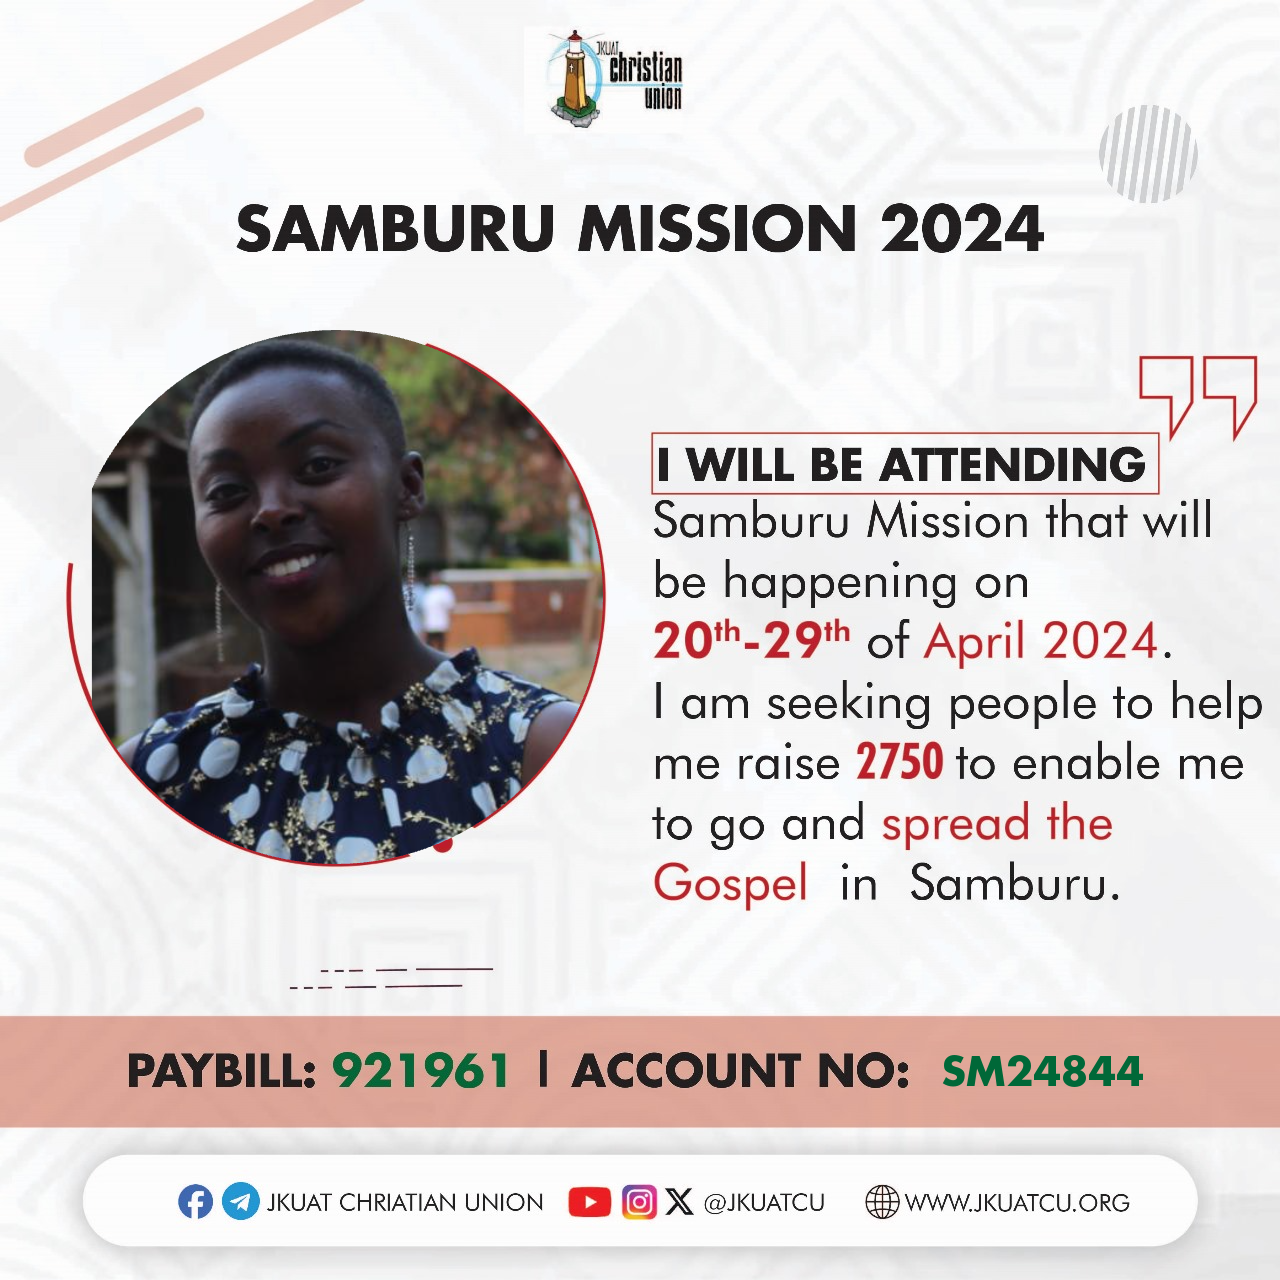 JKUAT
christian
union
SAMBURU MISSION 2024
I WILL BE ATTENDING
Samburu Mission that will
be happening on
20th-29th of April 2024.
I am seeking people to help
me raise 2750 to enable me
to go and spread the
Gospel in Samburu.
PAYBILL: 921961 | ACCOUNT NO: SM24844
JKUAT CHRIATIAN UNION @JKUATCU WWW.JKUATCU.ORG